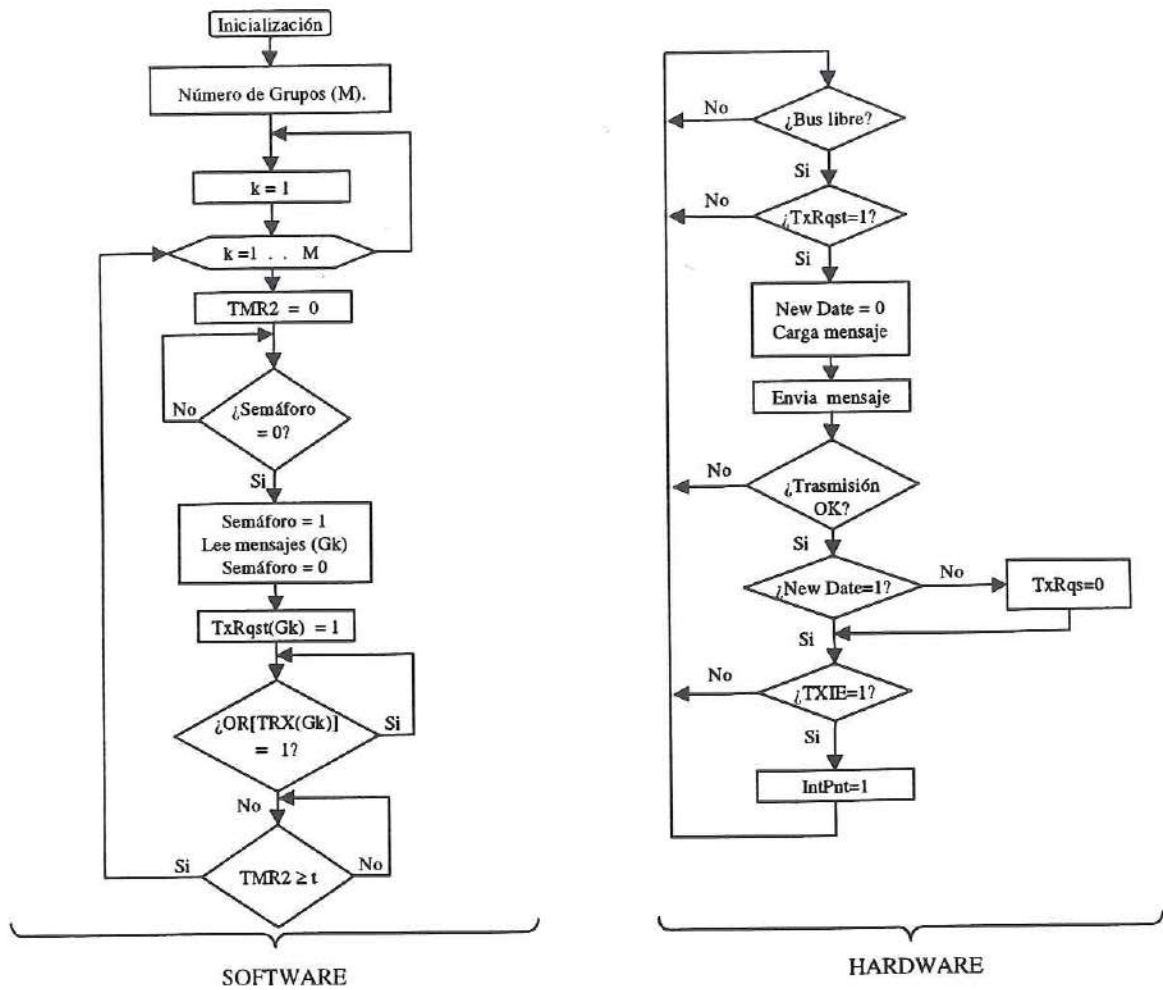 Inicialización
Número de Grupos (M).
k = 1
k =1 . . M
TMR2 = 0
No
¿Semáforo
= 0?
Si
Semáforo = 1
Lee mensajes (Gk)
Semáforo = 0
TxRqst(Gk) = 1
¿OR[TRX(Gk)]
= 1?
Si
No
Si
TMR2 ≥ t
No
SOFTWARE
No
¿Bus libre?
Si
No
¿TxRqst=1?
Si
New Date = 0
Carga mensaje
Envia mensaje
No
¿Trasmisión
OK?
Si
¿New Date=1?
No
TxRqs=0
Si
No
¿TXIE=1?
Si
IntPnt=1
HARDWARE